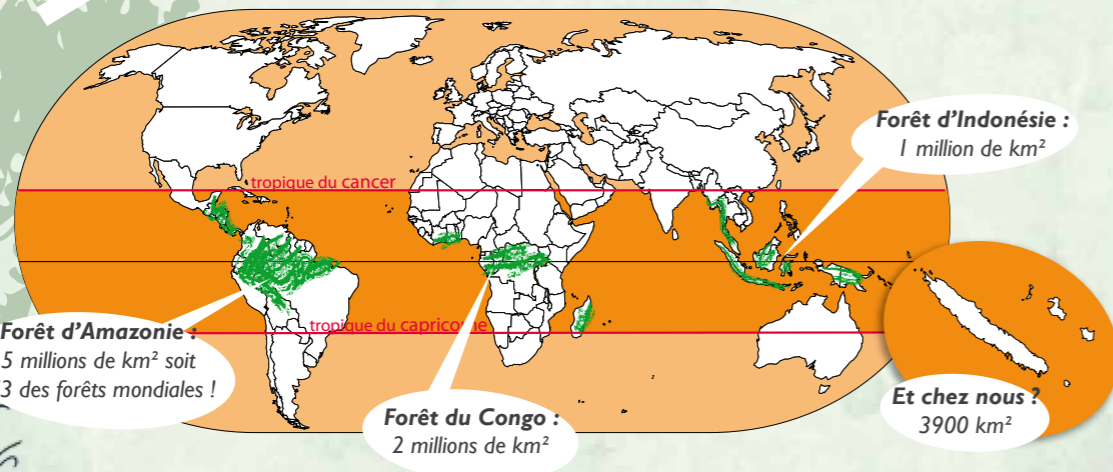 Forêt d'Indonésie :
1 million de km²
tropique du cancer
tropique du capricorne
Forêt d'Amazonie :
5 millions de km² soit
/3 des forêts mondiales !
Forêt du Congo :
2 millions de km²
Et chez nous ?
3900 km²